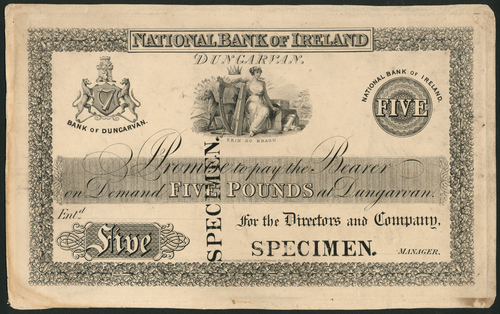 NATIONAL BANK OF IRELAND
DUNGARVAN.
BANK OF DUNGARVAN.
ERIN GO BRAGH
NATIONAL BANK OF IRELAND.
FIVE
Promise to pay the Bearer
on Demand FIVE POUNDS at Dungarvan.
SPECIMEN.
Entd.
For the Directors and Company,
Five
SPECIMEN.
MANAGER.